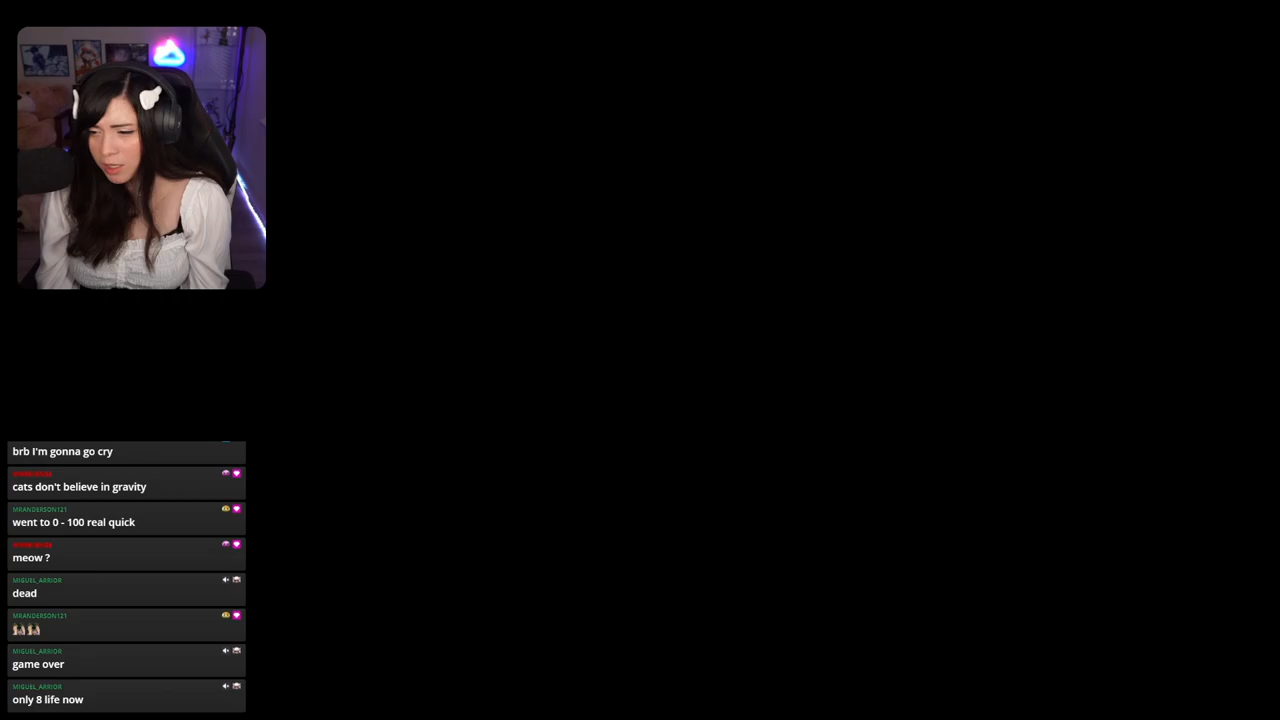 brb I'm gonna go cry
cats don't believe in gravity
MRANDERSON121
went to 0 - 100 real quick
meow ?
MIGUEL_ARRIOR
dead
MRANDERSON121
MIGUEL_ARRIOR
game over
MIGUEL_ARRIOR
only 8 life now